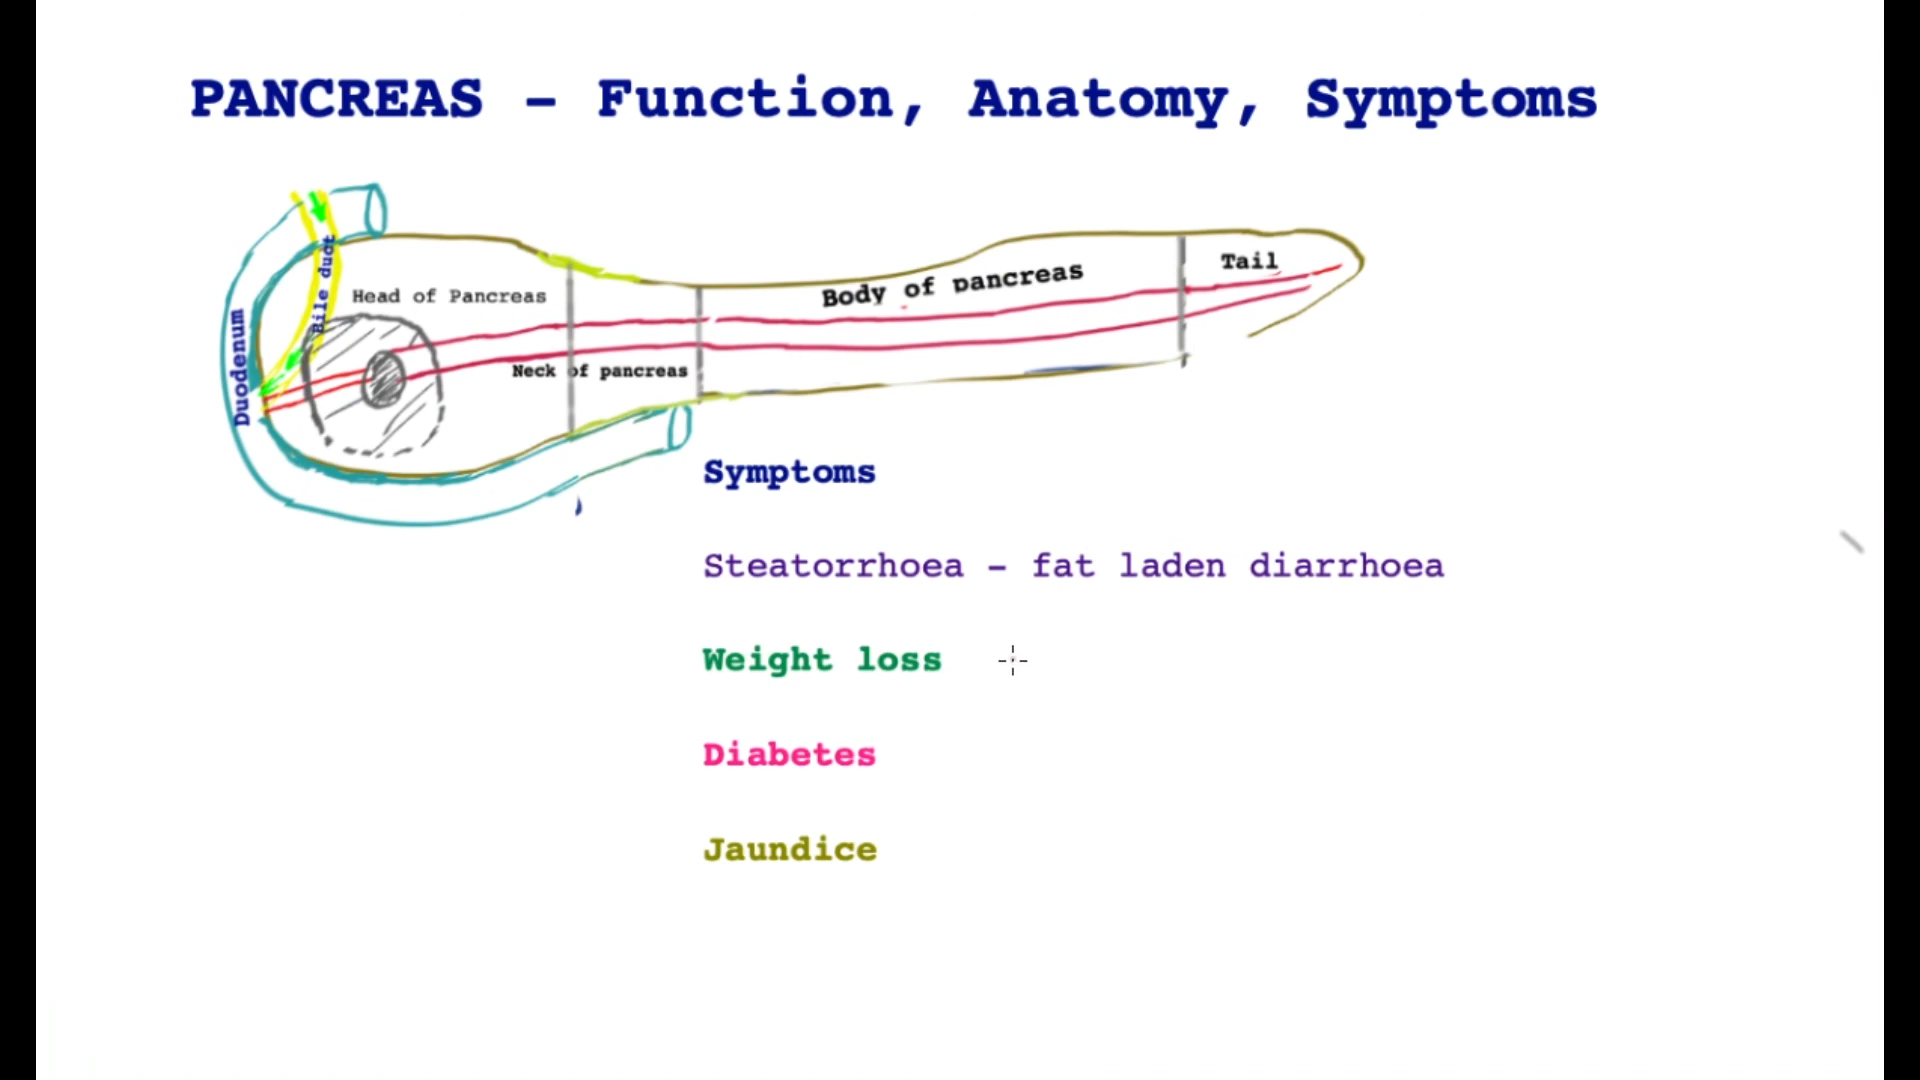 PANCREAS - Function, Anatomy, Symptoms
Bile duct
Duodenum
Head of Pancreas
Neck of pancreas
Body of pancreas
Tail
Symptoms
Steatorrhoea - fat laden diarrhoea
Weight loss
Diabetes
Jaundice